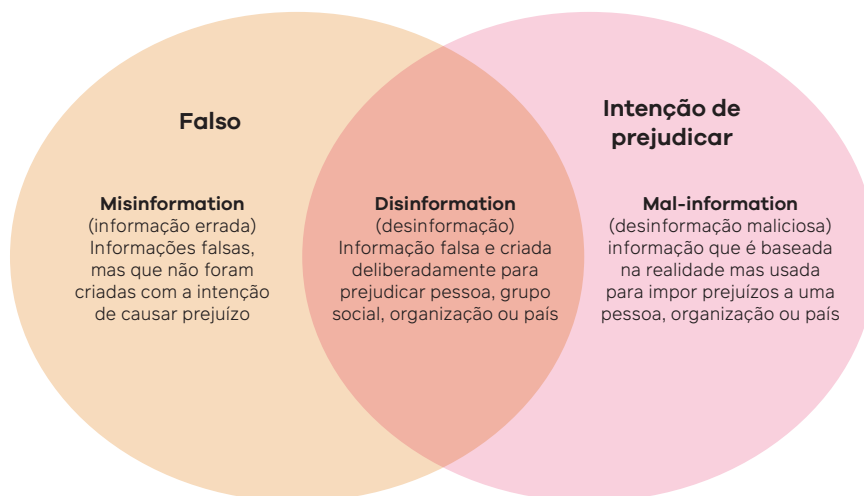 Falso
Intenção de
prejudicar
Misinformation
(informação errada)
Informações falsas,
mas que não foram
criadas com a intenção
de causar prejuízo
Disinformation
(desinformação)
Informação falsa e criada
deliberadamente para
prejudicar pessoa, grupo
social, organização ou país
Mal-information
(desinformação maliciosa)
informação que é baseada
na realidade mas usada
para impor prejuízos a uma
pessoa, organização ou país